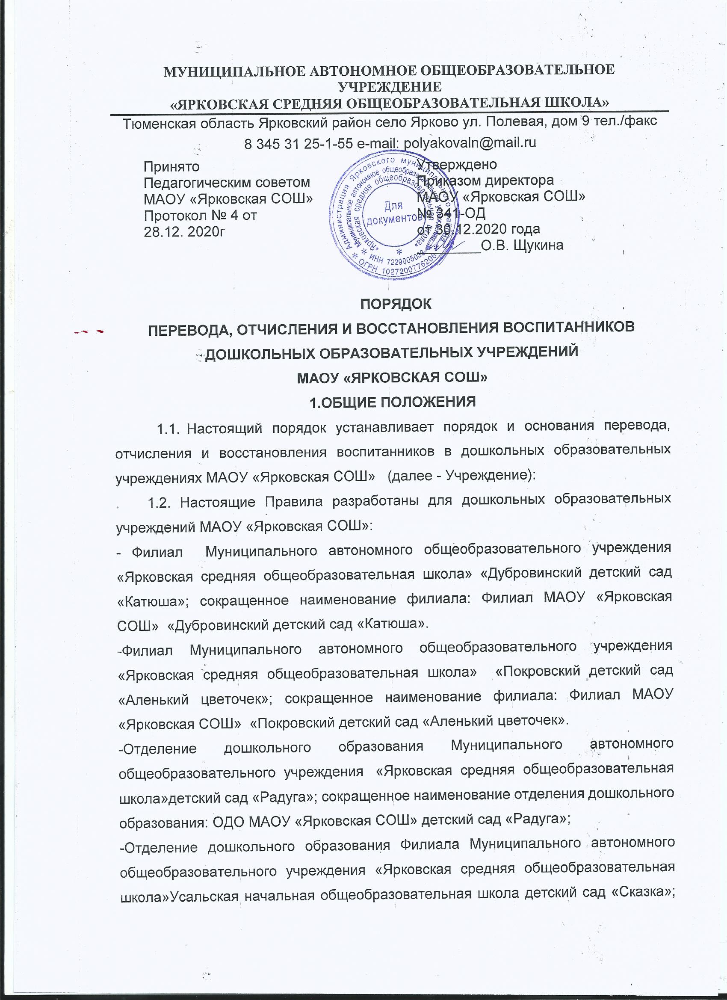 МУНИЦИПАЛЬНОЕ АВТОНОМНОЕ ОБЩЕОБРАЗОВАТЕЛЬНОЕ
УЧРЕЖДЕНИЕ
«ЯРКОВСКАЯ СРЕДНЯЯ ОБЩЕОБРАЗОВАТЕЛЬНАЯ ШКОЛА»
Тюменская область Ярковский район село Ярково ул. Полевая, дом 9 тел./факс
8 345 31 25-1-55 e-mail: polyakovaln@mail.ru
Принято
Педагогическим советом
МАОУ «Ярковская СОШ»
Протокол № 4 от
28.12. 2020г
Администрация Ярковского муниципального района
Муниципальное автономное общеобразовательное учреждение
«Ярковская средняя общеобразовательная школа»
Для
документов
ИНН 7229005033
ОГРН 1027200776206
Утверждено
Приказом директора
МАОУ «Ярковская СОШ»
№ 341-ОД
от 30.12.2020 года
________О.В. Щукина
ПОРЯДОК
ПЕРЕВОДА, ОТЧИСЛЕНИЯ И ВОССТАНОВЛЕНИЯ ВОСПИТАННИКОВ
ДОШКОЛЬНЫХ ОБРАЗОВАТЕЛЬНЫХ УЧРЕЖДЕНИЙ
МАОУ «ЯРКОВСКАЯ СОШ»
1.ОБЩИЕ ПОЛОЖЕНИЯ
1.1. Настоящий порядок устанавливает порядок и основания перевода,
отчисления и восстановления воспитанников в дошкольных образовательных
учреждениях МАОУ «Ярковская СОШ» (далее - Учреждение):
. 1.2. Настоящие Правила разработаны для дошкольных образовательных
учреждений МАОУ «Ярковская СОШ»:
- Филиал Муниципального автономного общеобразовательного учреждения
«Ярковская средняя общеобразовательная школа» «Дубровинский детский сад
«Катюша»; сокращенное наименование филиала: Филиал МАОУ «Ярковская
СОШ» «Дубровинский детский сад «Катюша».
-Филиал Муниципального автономного общеобразовательного учреждения
«Ярковская средняя общеобразовательная школа» «Покровский детский сад
«Аленький цветочек»; сокращенное наименование филиала: Филиал МАОУ
«Ярковская СОШ» «Покровский детский сад «Аленький цветочек».
-Отделение дошкольного образования Муниципального автономного
общеобразовательного учреждения «Ярковская средняя общеобразовательная
школа»детский сад «Радуга»; сокращенное наименование отделения дошкольного
образования: ОДО МАОУ «Ярковская СОШ» детский сад «Радуга»;
-Отделение дошкольного образования Филиала Муниципального автономного
общеобразовательного учреждения «Ярковская средняя общеобразовательная
школа»Усальская начальная общеобразовательная школа детский сад «Сказка»;